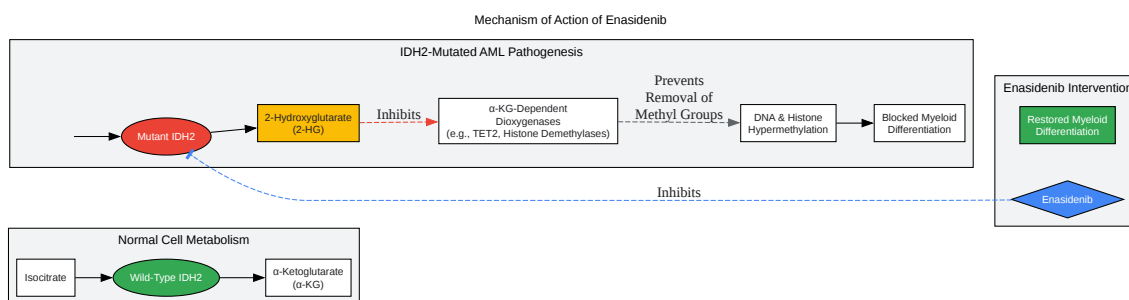 Mechanism of Action of Enasidenib
IDH2-Mutated AML Pathogenesis
Mutant IDH2
2-Hydroxyglutarate
(2-HG)
Inhibits
α-KG-Dependent
Dioxygenases
(e.g., TET2, Histone Demethylases)
Prevents
Removal of
Methyl Groups
DNA & Histone
Hypermethylation
Blocked Myeloid
Differentiation
Enasidenib Intervention
Restored Myeloid
Differentiation
Enasidenib
Inhibits
Normal Cell Metabolism
Isocitrate
Wild-Type IDH2
α-Ketoglutarate
(α-KG)